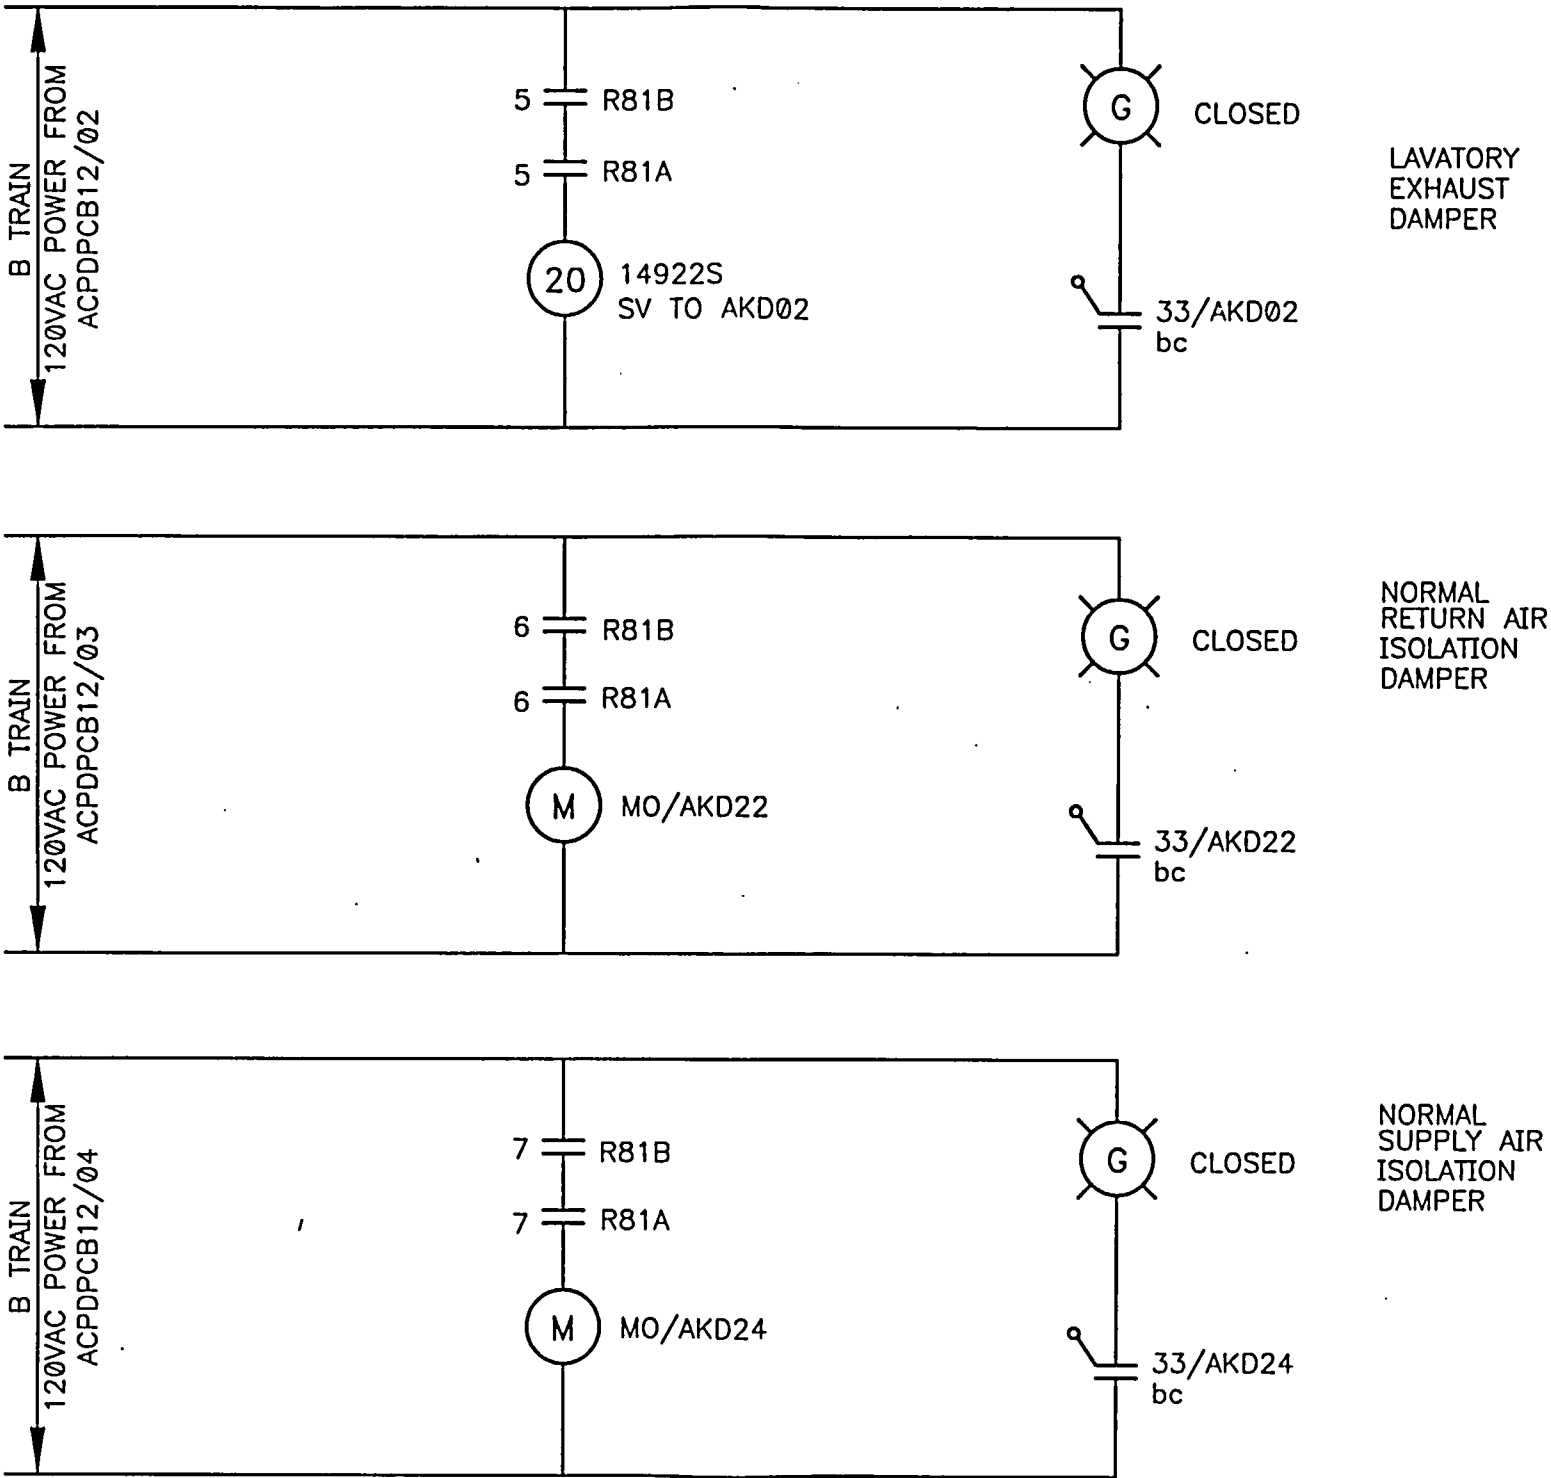 B TRAIN
120VAC POWER FROM
ACPDPCB12/02
5 R81B
5 R81A
20 14922S
SV TO AKD02
G CLOSED
33/AKD02
bc
LAVATORY
EXHAUST
DAMPER
B TRAIN
120VAC POWER FROM
ACPDPCB12/03
6 R81B
6 R81A
M MO/AKD22
G CLOSED
33/AKD22
bc
NORMAL
RETURN AIR
ISOLATION
DAMPER
B TRAIN
120VAC POWER FROM
ACPDPCB12/04
7 R81B
7 R81A
M MO/AKD24
G CLOSED
33/AKD24
bc
NORMAL
SUPPLY AIR
ISOLATION
DAMPER